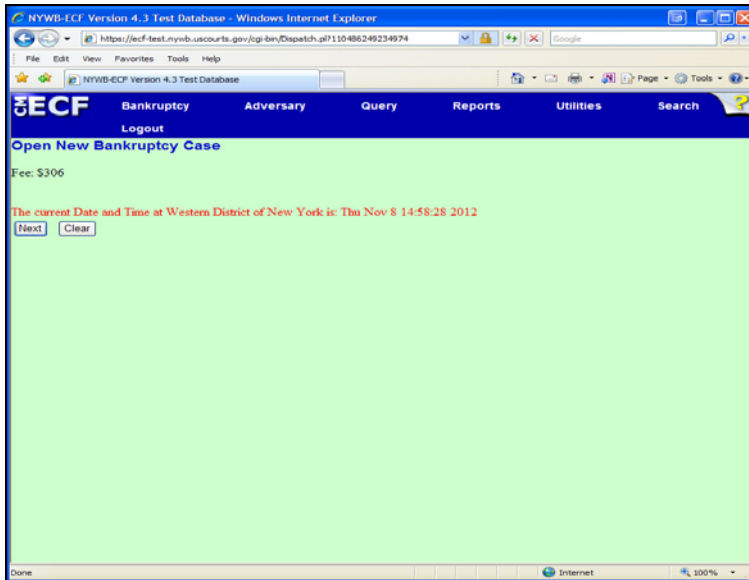 NYWB-ECF Version 4.3 Test Database - Windows Internet Explorer
https://ecf-test.nywb.uscourts.gov/cgi-bin/Dispatch.pl?110486249234974
Google
File Edit View Favorites Tools Help
NYWB-ECF Version 4.3 Test Database
Page Tools
CM ECF Bankruptcy Adversary Query Reports Utilities Search ?
Logout
Open New Bankruptcy Case
Fee: $306
The current Date and Time at Western District of New York is: Thu Nov 8 14:58:28 2012
Next Clear
Done Internet 100%